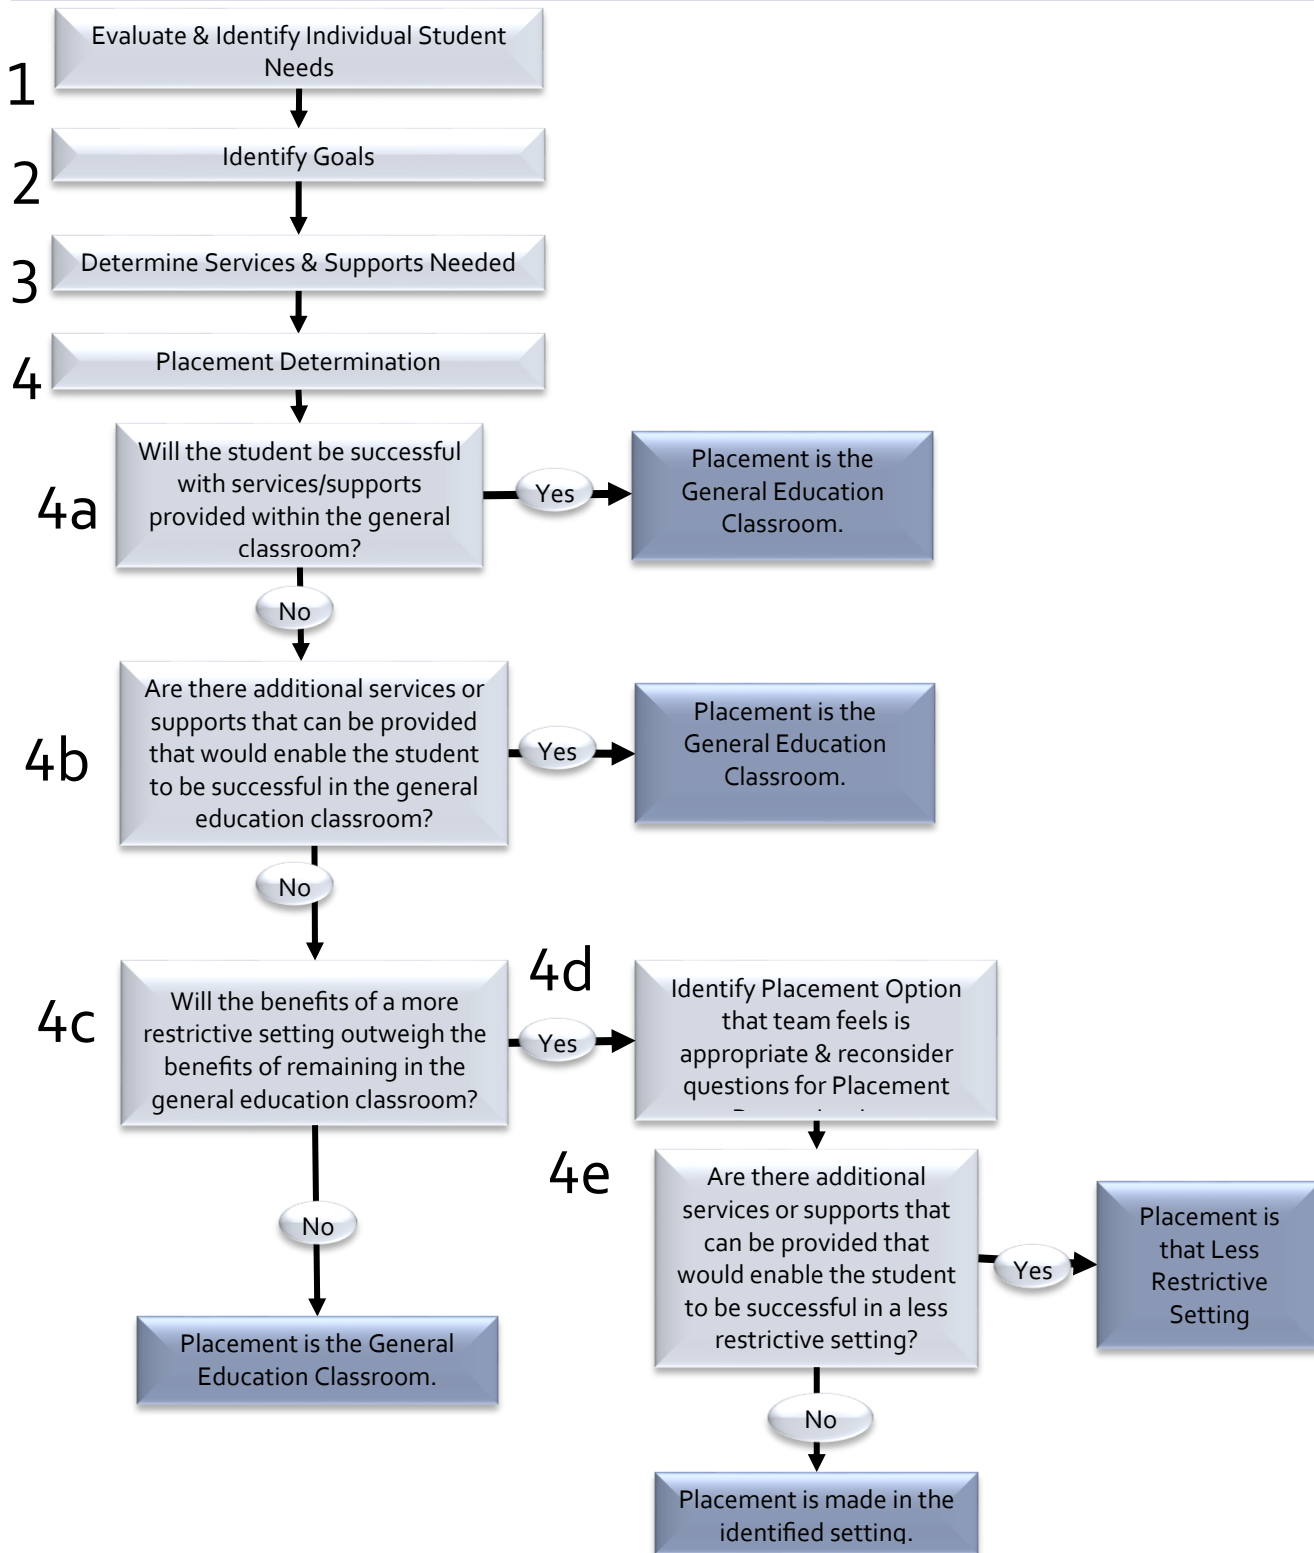 1
Evaluate & Identify Individual Student
Needs
2
Identify Goals
3
Determine Services & Supports Needed
4
Placement Determination
4a
Will the student be successful
with services/supports
provided within the general
classroom?
Yes
Placement is the
General Education
Classroom.
No
4b
Are there additional services or
supports that can be provided
that would enable the student
to be successful in the general
education classroom?
Yes
Placement is the
General Education
Classroom.
No
4c
Will the benefits of a more
restrictive setting outweigh the
benefits of remaining in the
general education classroom?
Yes
4d
Identify Placement Option
that team feels is
appropriate & reconsider
questions for Placement
No
Placement is the General
Education Classroom.
4e
Are there additional
services or supports that
can be provided that
would enable the student
to be successful in a less
restrictive setting?
Yes
Placement is
that Less
Restrictive
Setting
No
Placement is made in the
identified setting.